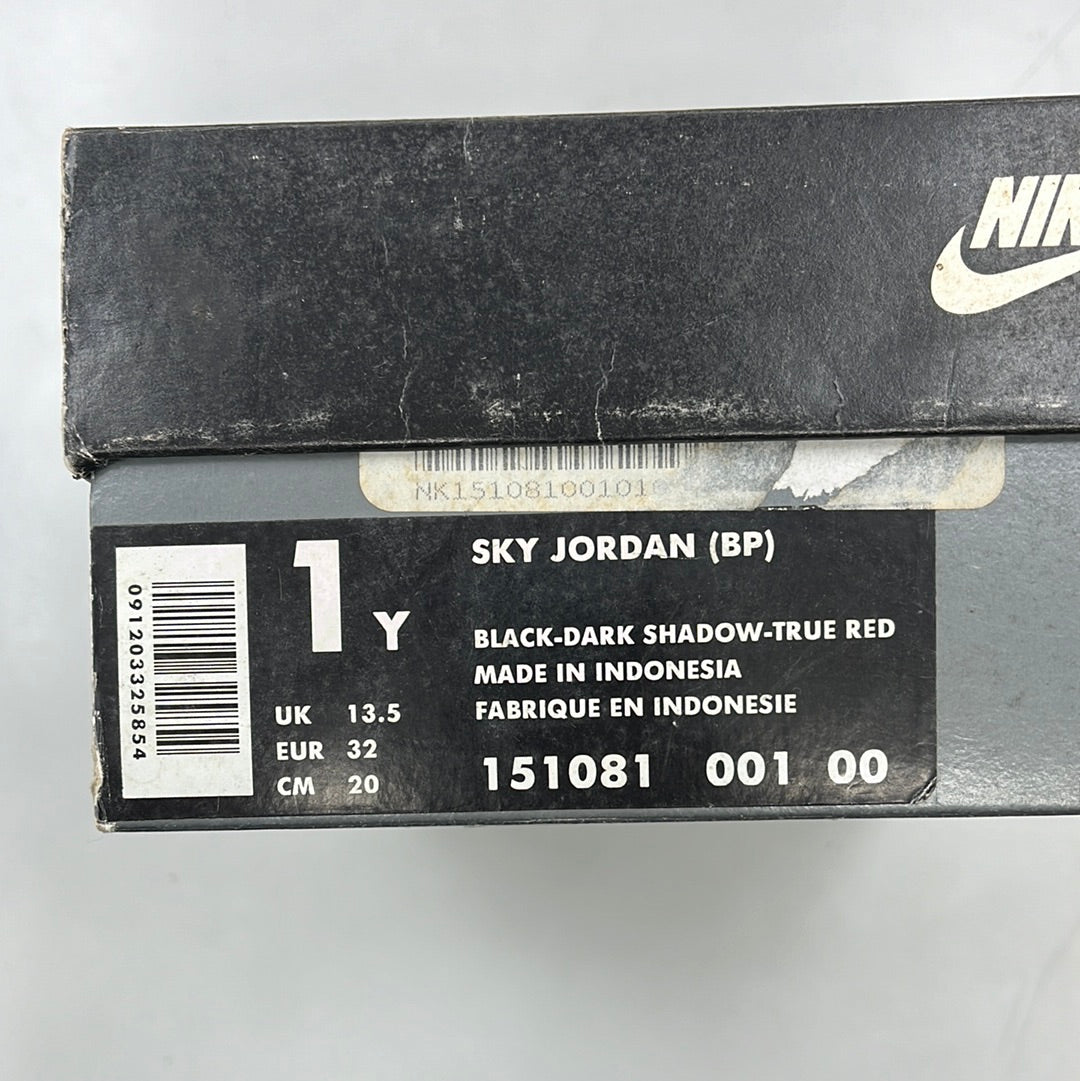 NK151081001010
1 Y
UK 13.5
EUR 32
CM 20
091203325854
SKY JORDAN (BP)
BLACK-DARK SHADOW-TRUE RED
MADE IN INDONESIA
FABRIQUE EN INDONESIE
151081 001 00